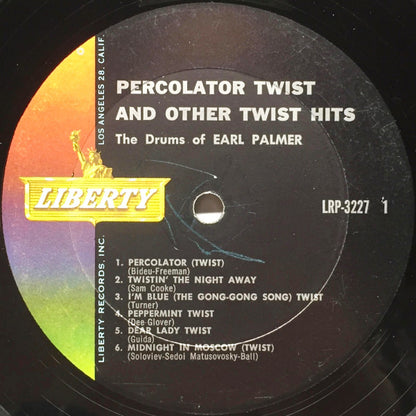 LOS ANGELES 28, CALIF.
PERCOLATOR TWIST
AND OTHER TWIST HITS
The Drums of EARL PALMER
LIBERTY
LRP-3227 1
1. PERCOLATOR (TWIST)
(Bideu-Freeman)
2. TWISTIN' THE NIGHT AWAY
(Sam Cooke)
3. I'M BLUE (THE GONG-GONG SONG) TWIST
(Turner)
4. PEPPERMINT TWIST
(Dee-Glover)
5. DEAR LADY TWIST
(Guida)
6. MIDNIGHT IN MOSCOW (TWIST)
(Soloviev-Sedoi Matusovosky-Ball)
LIBERTY RECORDS, INC.